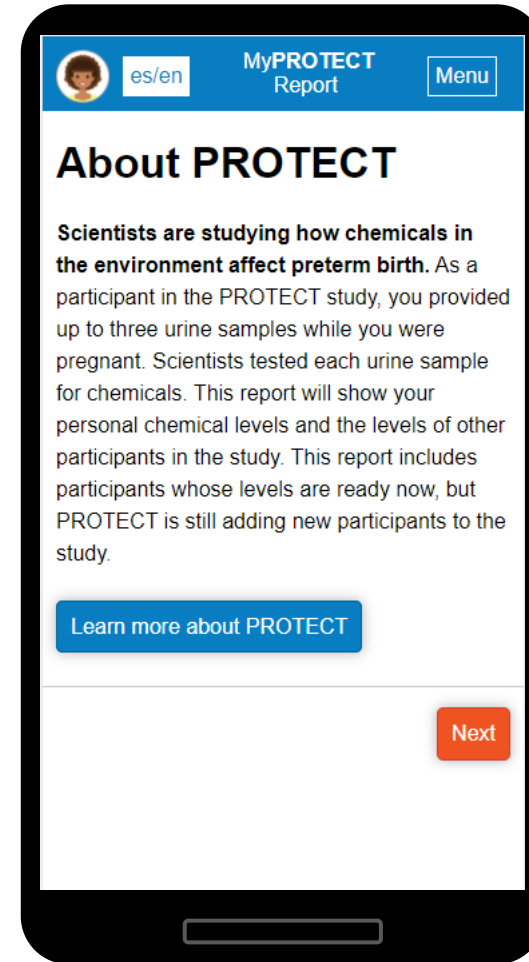 es/en
MyPROTECT
Report
Menu
About PROTECT
Scientists are studying how chemicals in
the environment affect preterm birth. As a
participant in the PROTECT study, you provided
up to three urine samples while you were
pregnant. Scientists tested each urine sample
for chemicals. This report will show your
personal chemical levels and the levels of other
participants in the study. This report includes
participants whose levels are ready now, but
PROTECT is still adding new participants to the
study.
Learn more about PROTECT
Next